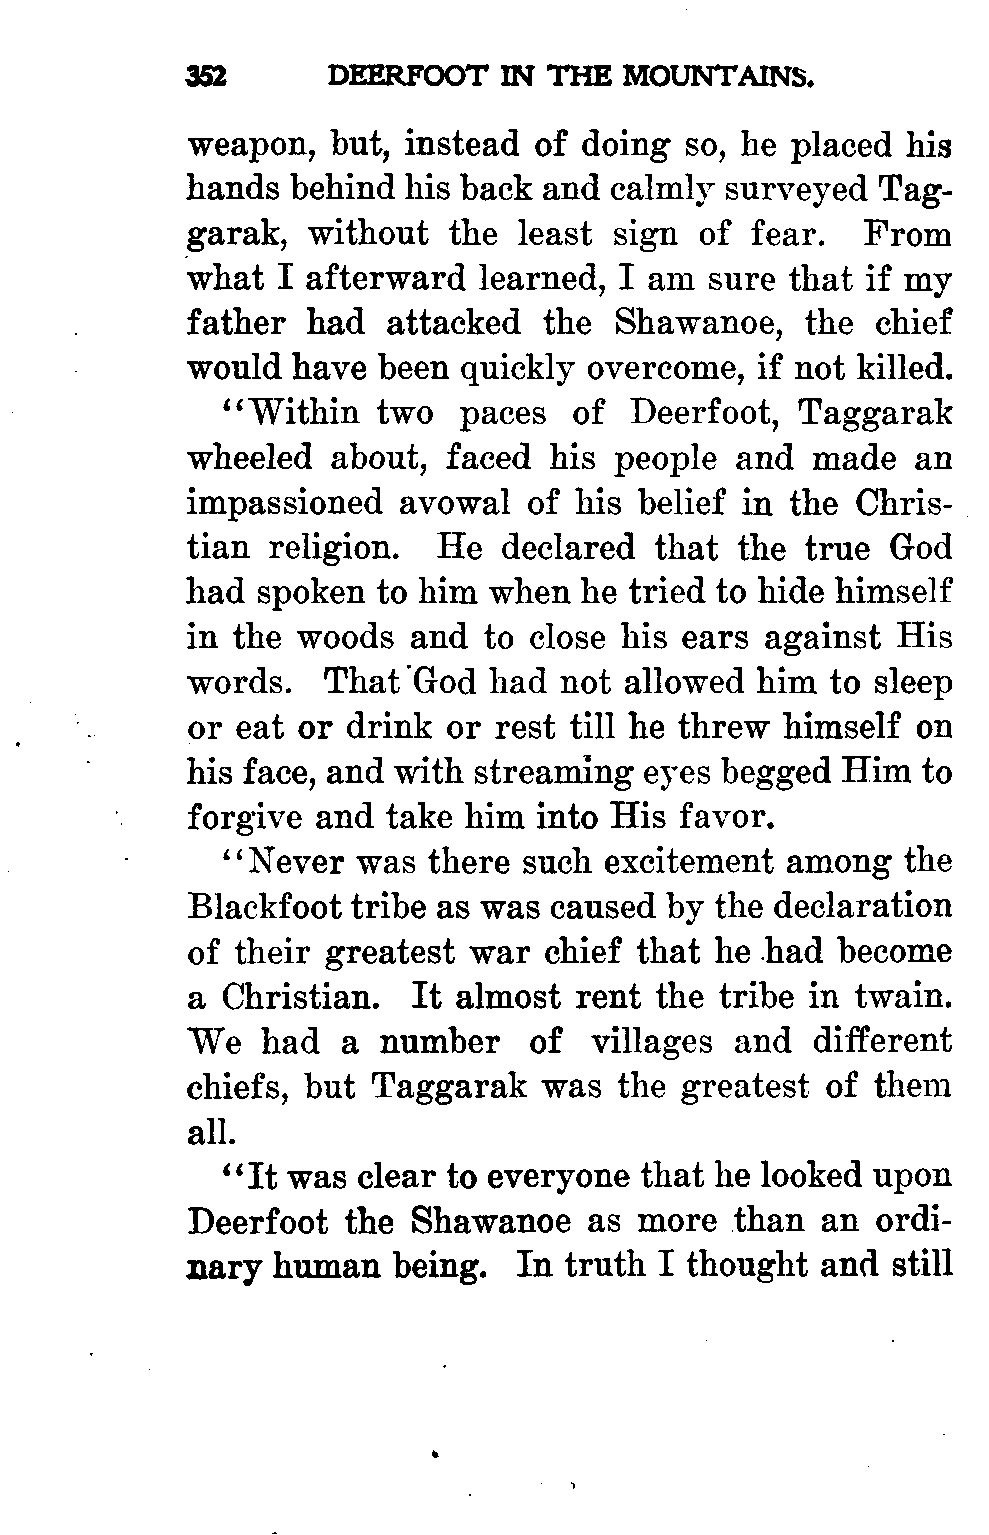 352 DEERFOOT IN THE MOUNTAINS.
weapon, but, instead of doing so, he placed his
hands behind his back and calmly surveyed Tag-
garak, without the least sign of fear. From
what I afterward learned, I am sure that if my
father had attacked the Shawanoe, the chief
would have been quickly overcome, if not killed.
“Within two paces of Deerfoot, Taggarak
wheeled about, faced his people and made an
impassioned avowal of his belief in the Chris-
tian religion. He declared that the true God
had spoken to him when he tried to hide himself
in the woods and to close his ears against His
words. That God had not allowed him to sleep
or eat or drink or rest till he threw himself on
his face, and with streaming eyes begged Him to
forgive and take him into His favor.
“Never was there such excitement among the
Blackfoot tribe as was caused by the declaration
of their greatest war chief that he had become
a Christian. It almost rent the tribe in twain.
We had a number of villages and different
chiefs, but Taggarak was the greatest of them
all.
“It was clear to everyone that he looked upon
Deerfoot the Shawanoe as more than an ordi-
nary human being. In truth I thought and still